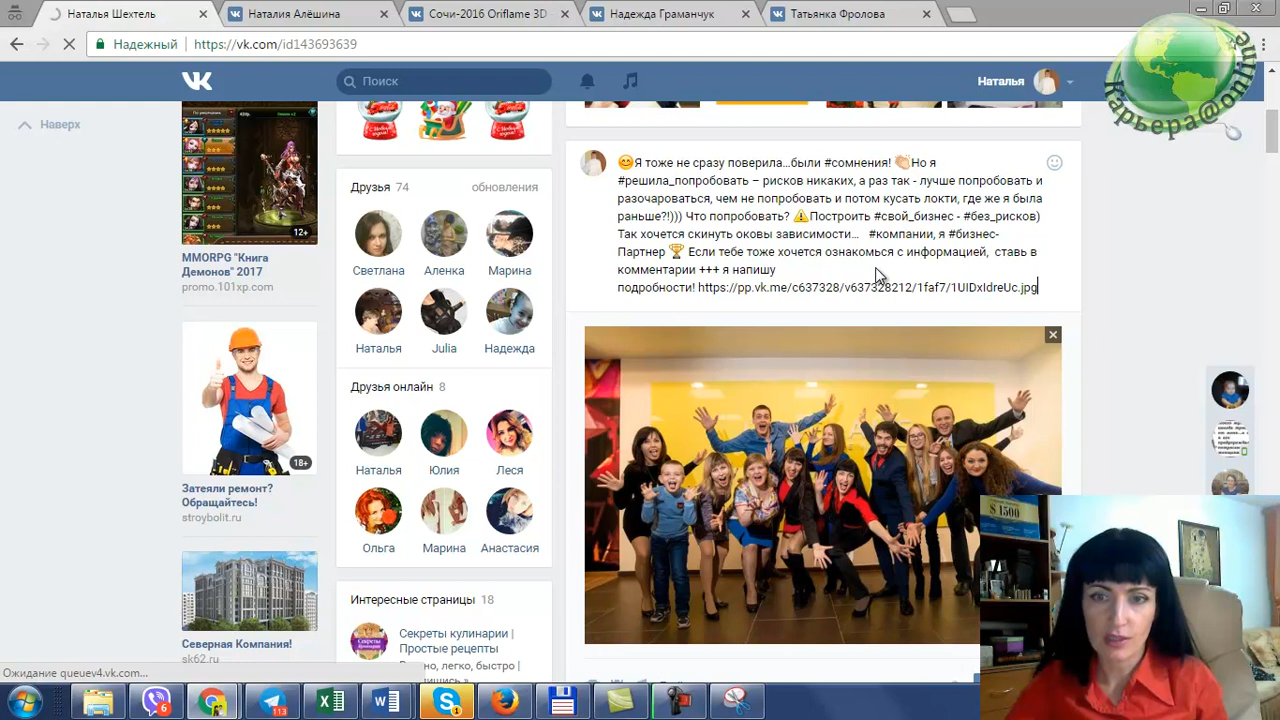 Наталья Шехтель
Наталия Алёшина
Сочи-2016 Oriflame 3D
Надежда Граманчук
Татьянка Фролова
Надежный
https://vk.com/id143693639
Поиск
Наталья
Карьера@online
Наверх
12+
MMORPG "Книга
Демонов" 2017
promo.101xp.com
18+
Затеяли ремонт?
Обращайтесь!
stroybolit.ru
Северная Компания!
sk62.ru
Друзья 74
обновления
Светлана
Аленка
Марина
Наталья
Julia
Надежда
Друзья онлайн 8
Наталья
Юлия
Леся
Ольга
Марина
Анастасия
Интересные страницы 18
Секреты кулинарии |
Простые рецепты
😊Я тоже не сразу поверила...были #сомнения! 👏Но я
#решила_попробовать – рисков никаких, а раз так - лучше попробовать и
разочароваться, чем не попробовать и потом кусать локти, где же я была
раньше?!))) Что попробовать? ⚠Построить #свой_бизнес - #без_рисков)
Так хочется скинуть оковы зависимости... #компании, я #бизнес-
Партнер 🏆 Если тебе тоже хочется ознакомься с информацией, ставь в
комментарии +++ я напишу
подробности! https://pp.vk.me/c637328/v637328212/1faf7/1UIDxIdreUc.jpg
$ 1500
Ожидание queuev4.vk.com...